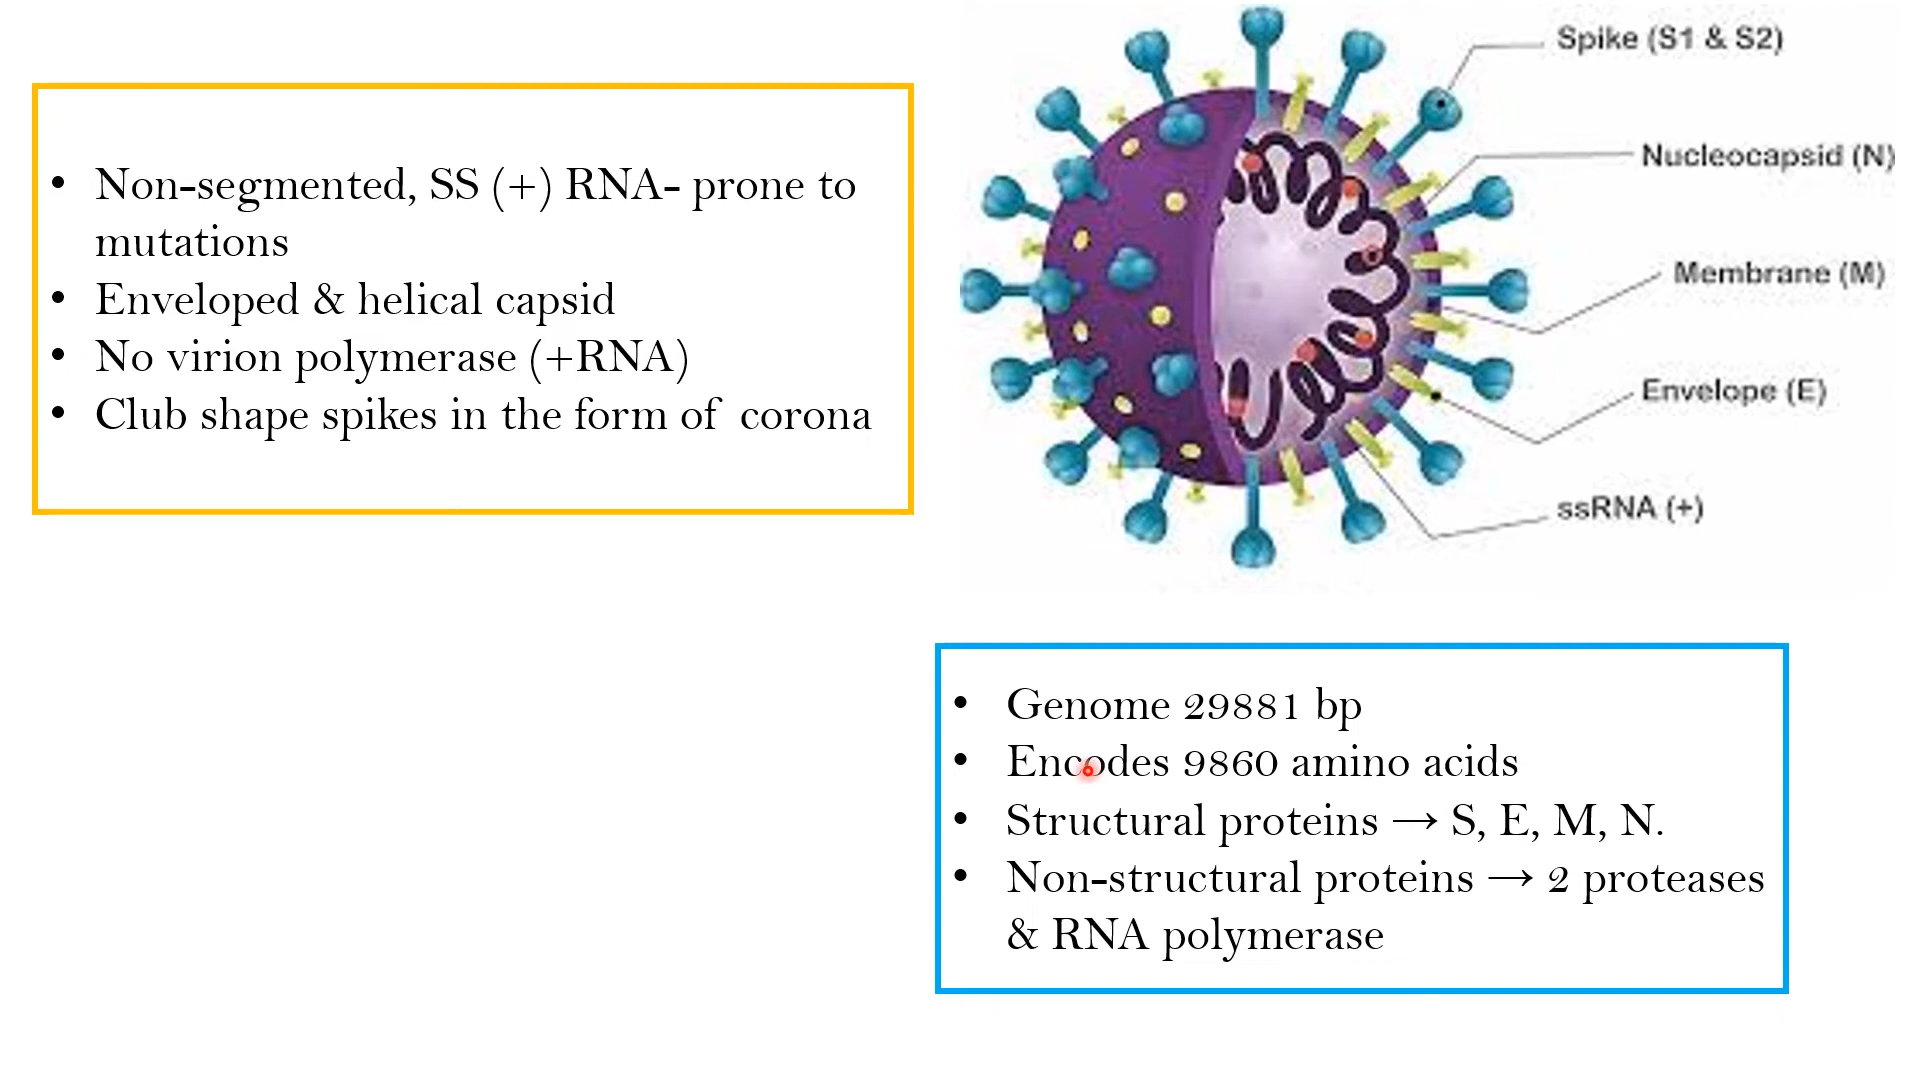 • Non-segmented, SS (+) RNA- prone to
mutations
• Enveloped & helical capsid
• No virion polymerase (+RNA)
• Club shape spikes in the form of corona
Spike (S1 & S2)
Nucleocapsid (N)
Membrane (M)
Envelope (E)
ssRNA (+)
• Genome 29881 bp
• Encodes 9860 amino acids
• Structural proteins → S, E, M, N.
• Non-structural proteins → 2 proteases
& RNA polymerase